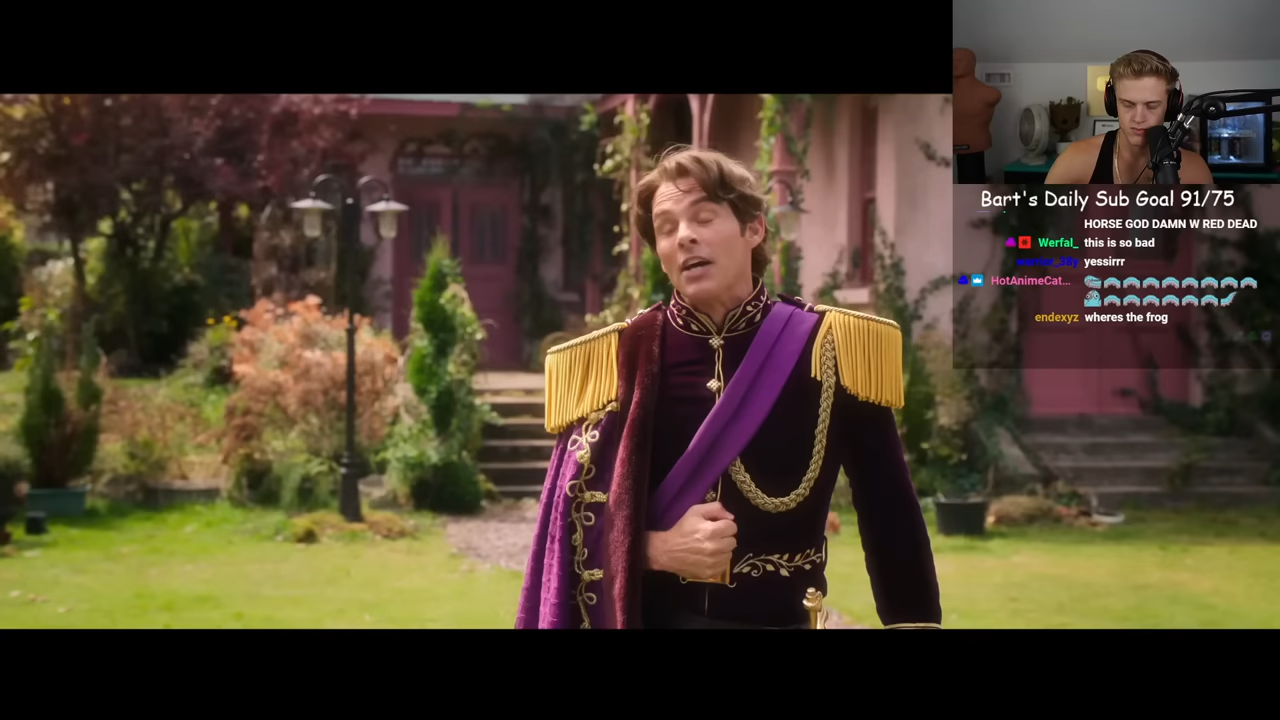 Bart's Daily Sub Goal 91/75
HORSE GOD DAMN W RED DEAD
Werfal_ this is so bad
warrior_38y yessirrr
HotAnimeCat...
endexyz wheres the frog